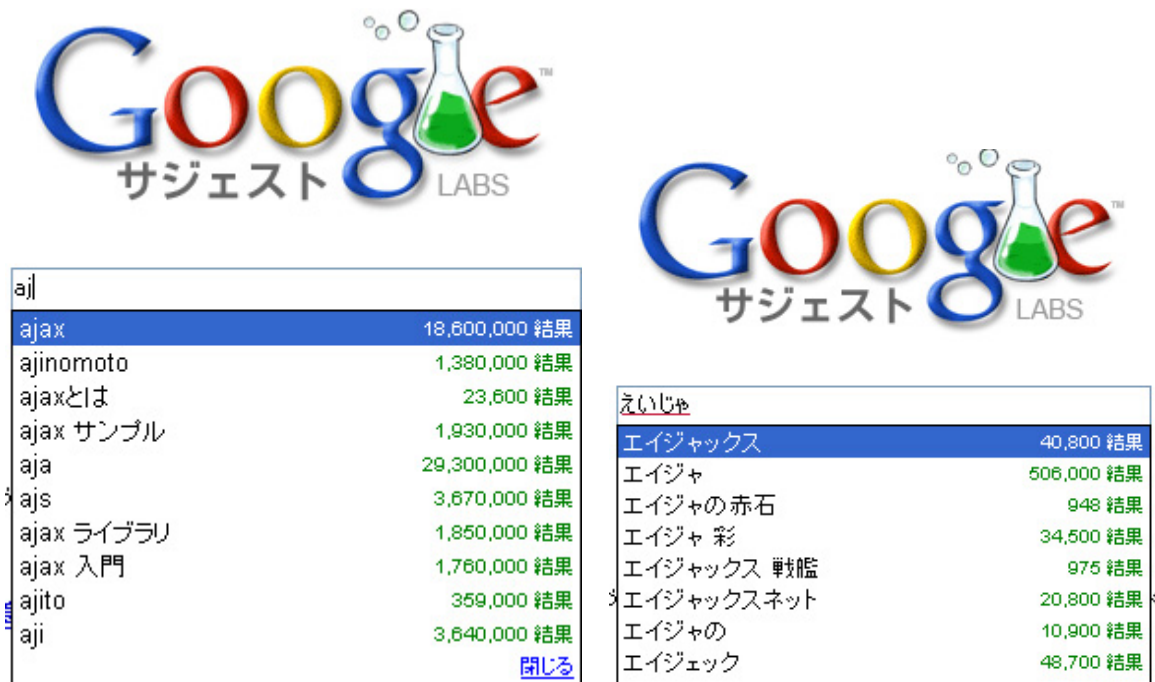 Google™
サジェスト LABS
aj
ajax 18,600,000 結果
ajinomoto 1,380,000 結果
ajaxとは 23,600 結果
ajax サンプル 1,930,000 結果
aja 29,300,000 結果
ajs 3,670,000 結果
ajax ライブラリ 1,850,000 結果
ajax 入門 1,760,000 結果
ajito 359,000 結果
aji 3,640,000 結果
閉じる
Google™
サジェスト LABS
えいじゃ
エイジャックス 40,800 結果
エイジャ 506,000 結果
エイジャの赤石 948 結果
エイジャ 彩 34,500 結果
エイジャックス 戦艦 975 結果
エイジャックスネット 20,800 結果
エイジャの 10,900 結果
エイジェック 48,700 結果